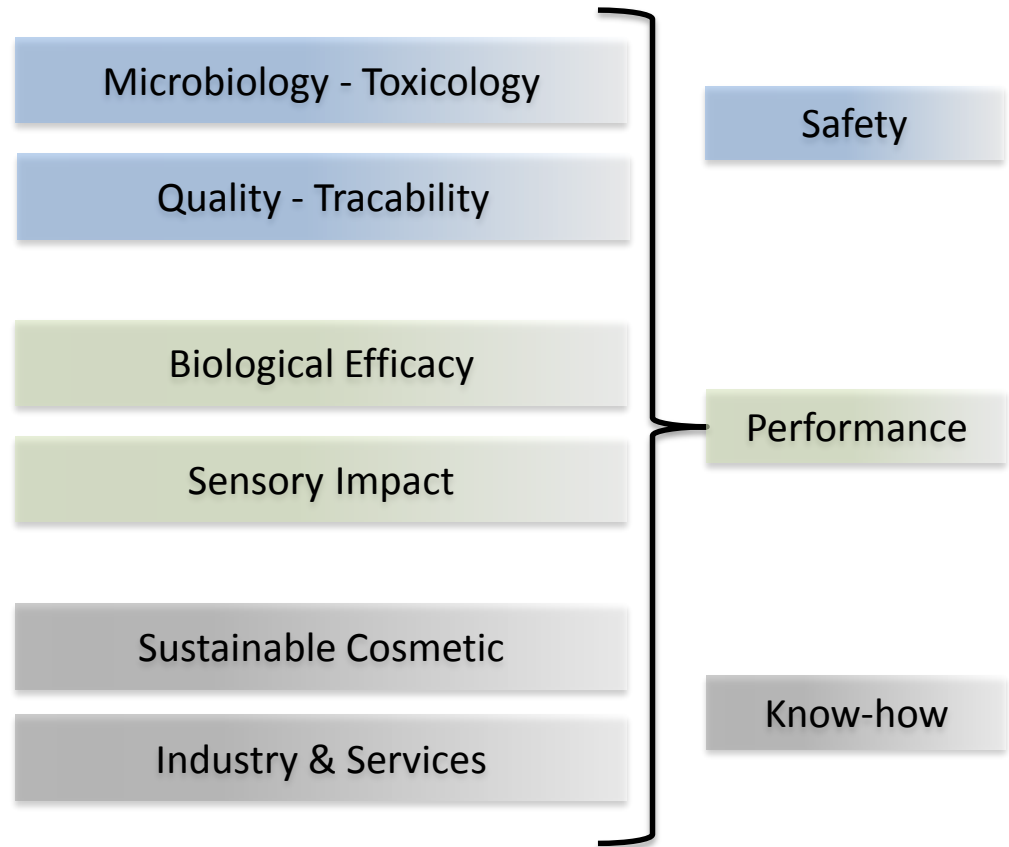 Microbiology - Toxicology
Quality - Tracability
Biological Efficacy
Sensory Impact
Sustainable Cosmetic
Industry & Services
Safety
Performance
Know-how